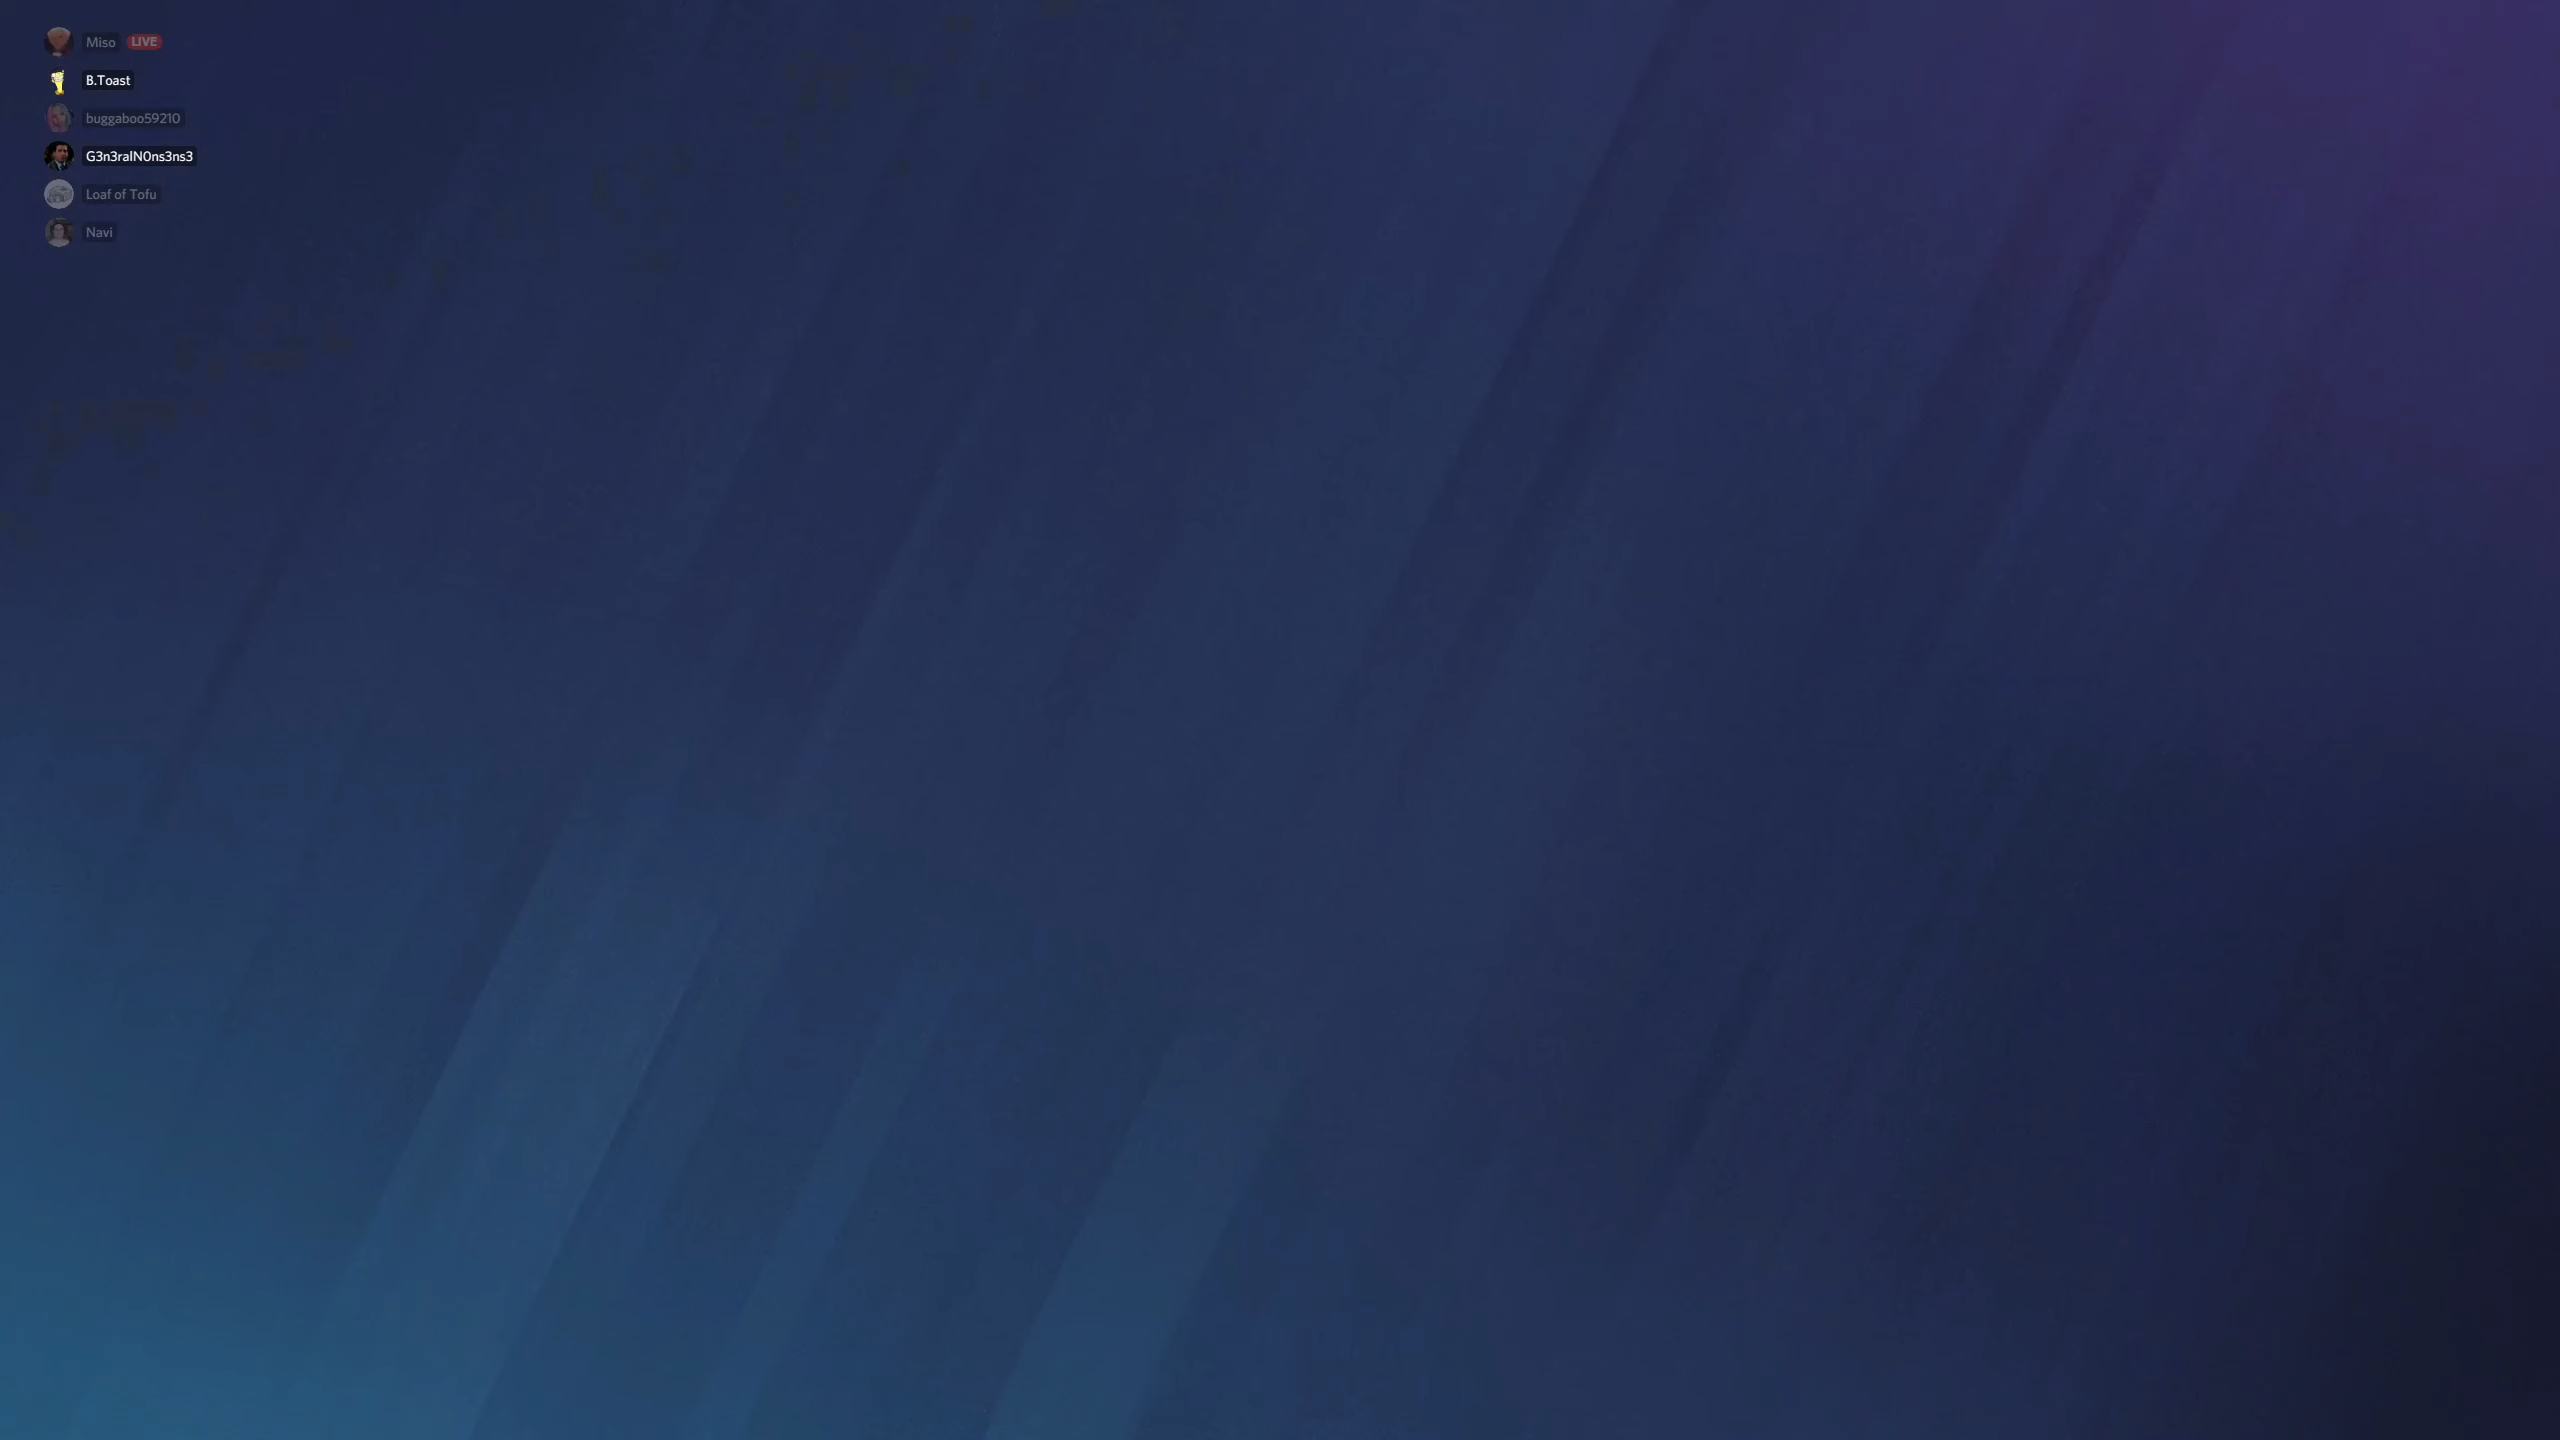 Miso LIVE
B.Toast
buggaboo59210
G3n3ralN0ns3ns3
Loaf of Tofu
Navi